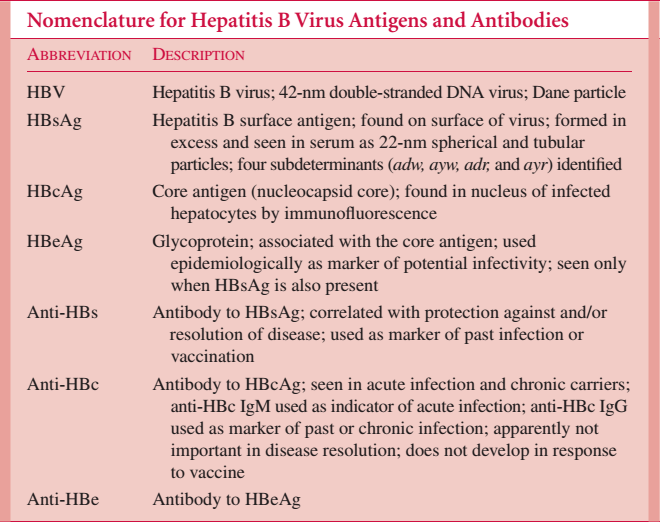 Nomenclature for Hepatitis B Virus Antigens and Antibodies
ABBREVIATION DESCRIPTION
HBV Hepatitis B virus; 42-nm double-stranded DNA virus; Dane particle
HBsAg Hepatitis B surface antigen; found on surface of virus; formed in
excess and seen in serum as 22-nm spherical and tubular
particles; four subdeterminants (adw, ayw, adr, and ayr) identified
HBcAg Core antigen (nucleocapsid core); found in nucleus of infected
hepatocytes by immunofluorescence
HBeAg Glycoprotein; associated with the core antigen; used
epidemiologically as marker of potential infectivity; seen only
when HBsAg is also present
Anti-HBs Antibody to HBsAg; correlated with protection against and/or
resolution of disease; used as marker of past infection or
vaccination
Anti-HBc Antibody to HBcAg; seen in acute infection and chronic carriers;
anti-HBc IgM used as indicator of acute infection; anti-HBc IgG
used as marker of past or chronic infection; apparently not
important in disease resolution; does not develop in response
to vaccine
Anti-HBe Antibody to HBeAg